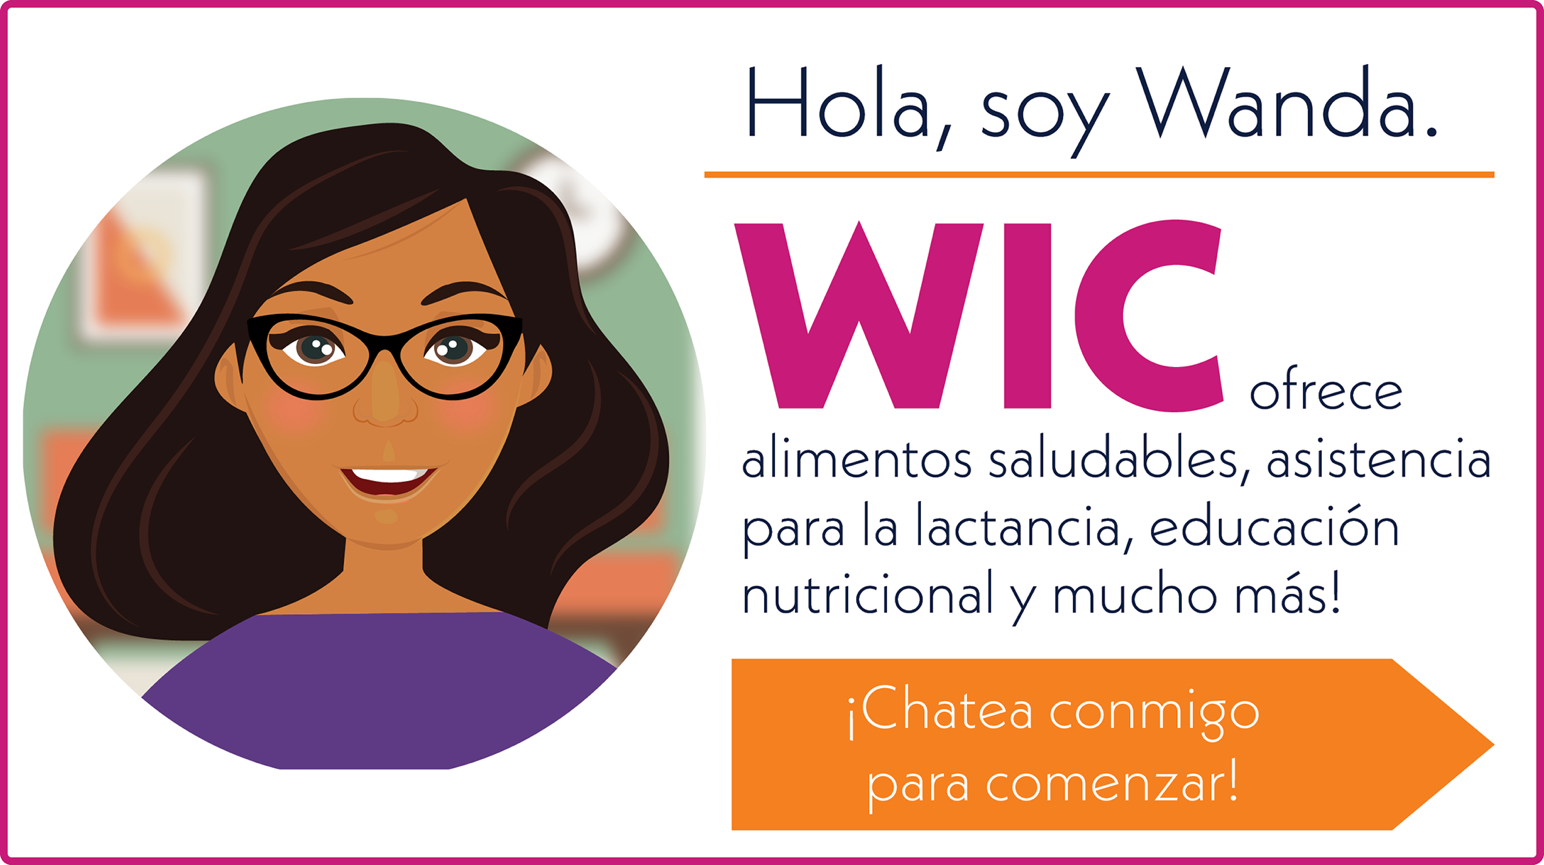 Hola, soy Wanda.
WIC ofrece
alimentos saludables, asistencia
para la lactancia, educación
nutricional y mucho más!
¡Chatea conmigo
para comenzar!